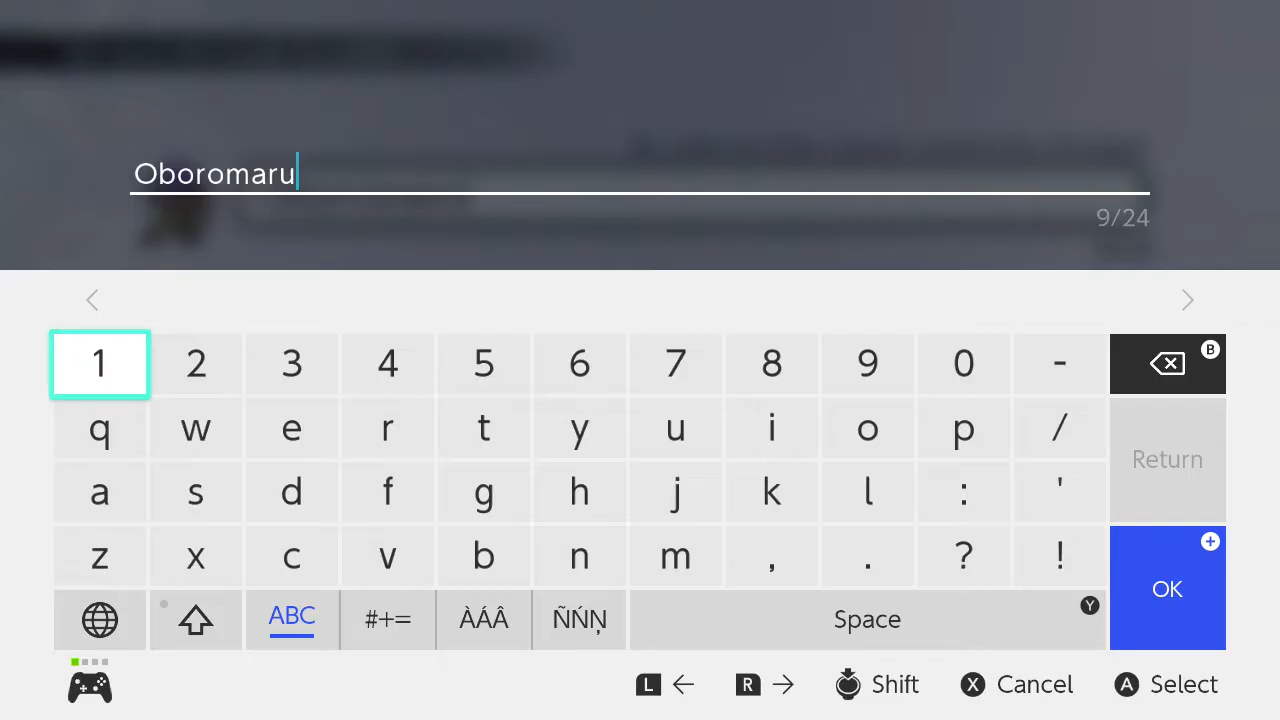 Oboromaru
9/24
1 2 3 4 5 6 7 8 9 0 - B
q w e r t y u i o p / Return
a s d f g h j k l : '
z x c v b n m , . ? ! +
ABC #+= ÀÁÂ ÑŃŅ Space Y OK
L ← R → Shift X Cancel A Select